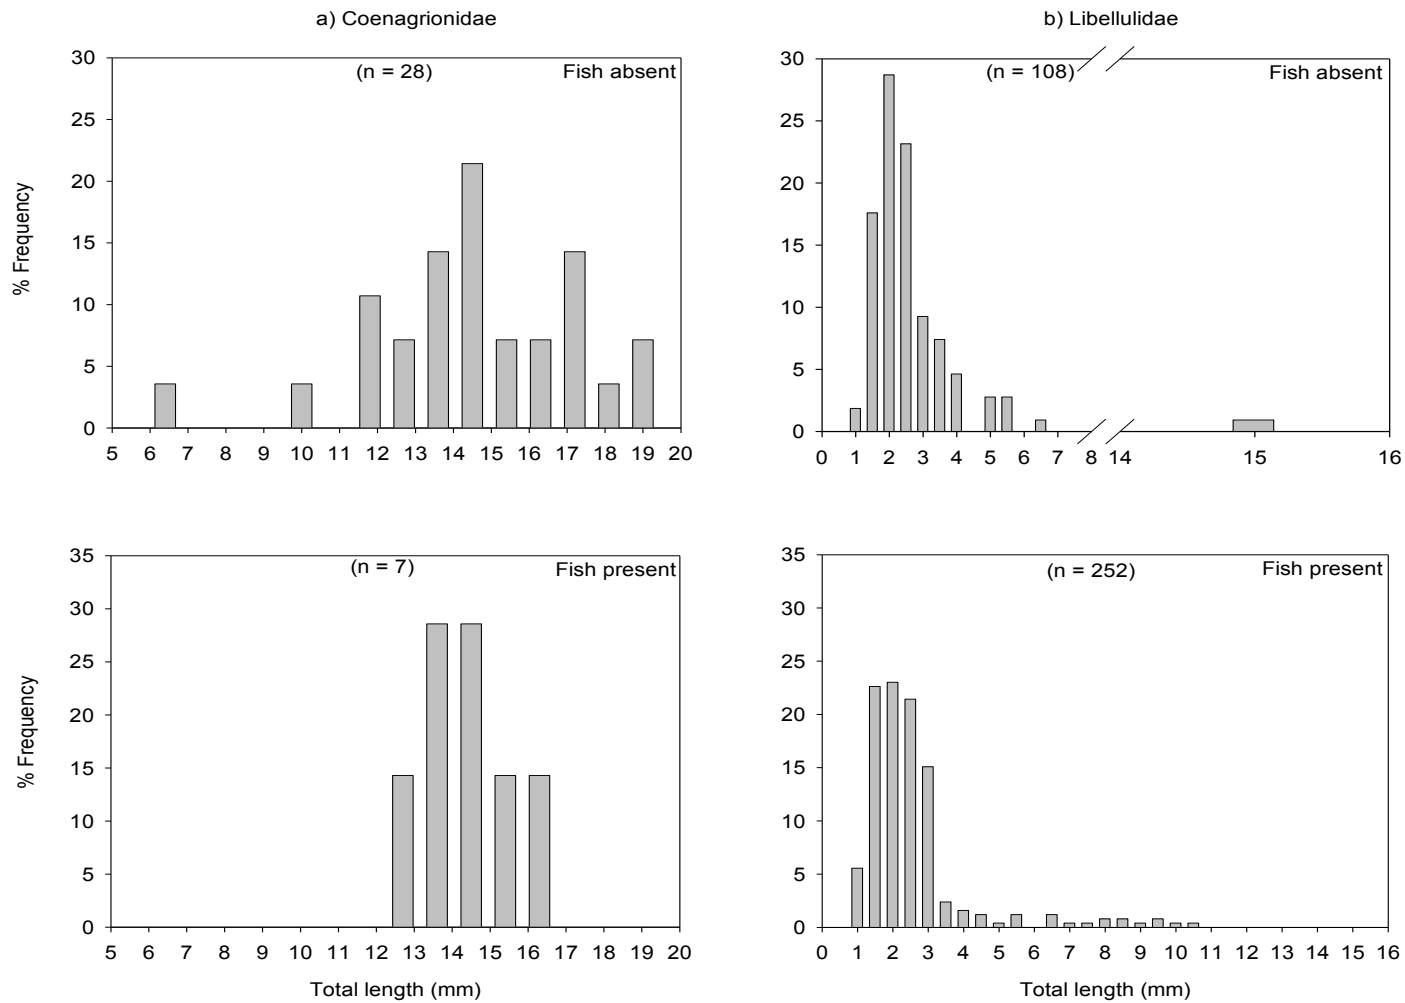 a) Coenagrionidae
b) Libellulidae
(n = 28)
Fish absent
30
25
20
15
10
5
0
% Frequency
5 6 7 8 9 10 11 12 13 14 15 16 17 18 19 20
(n = 108)
Fish absent
30
25
20
15
10
5
0
0 1 2 3 4 5 6 7 8 14 15 16
(n = 7)
Fish present
35
30
25
20
15
10
5
0
% Frequency
5 6 7 8 9 10 11 12 13 14 15 16 17 18 19 20
Total length (mm)
(n = 252)
Fish present
35
30
25
20
15
10
5
0
0 1 2 3 4 5 6 7 8 9 10 11 12 13 14 15 16
Total length (mm)